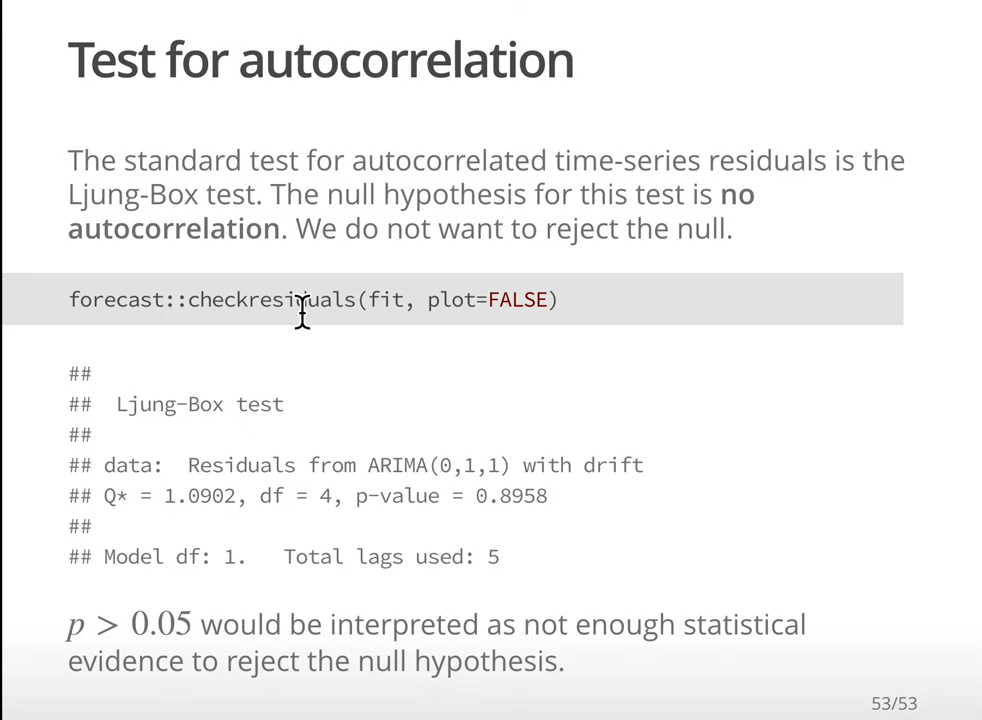 Test for autocorrelation
The standard test for autocorrelated time-series residuals is the
Ljung-Box test. The null hypothesis for this test is no
autocorrelation. We do not want to reject the null.
forecast::checkresiduals(fit, plot=FALSE)
##
##  Ljung-Box test
##
## data:  Residuals from ARIMA(0,1,1) with drift
## Q* = 1.0902, df = 4, p-value = 0.8958
##
## Model df: 1.   Total lags used: 5
p > 0.05 would be interpreted as not enough statistical
evidence to reject the null hypothesis.
53/53